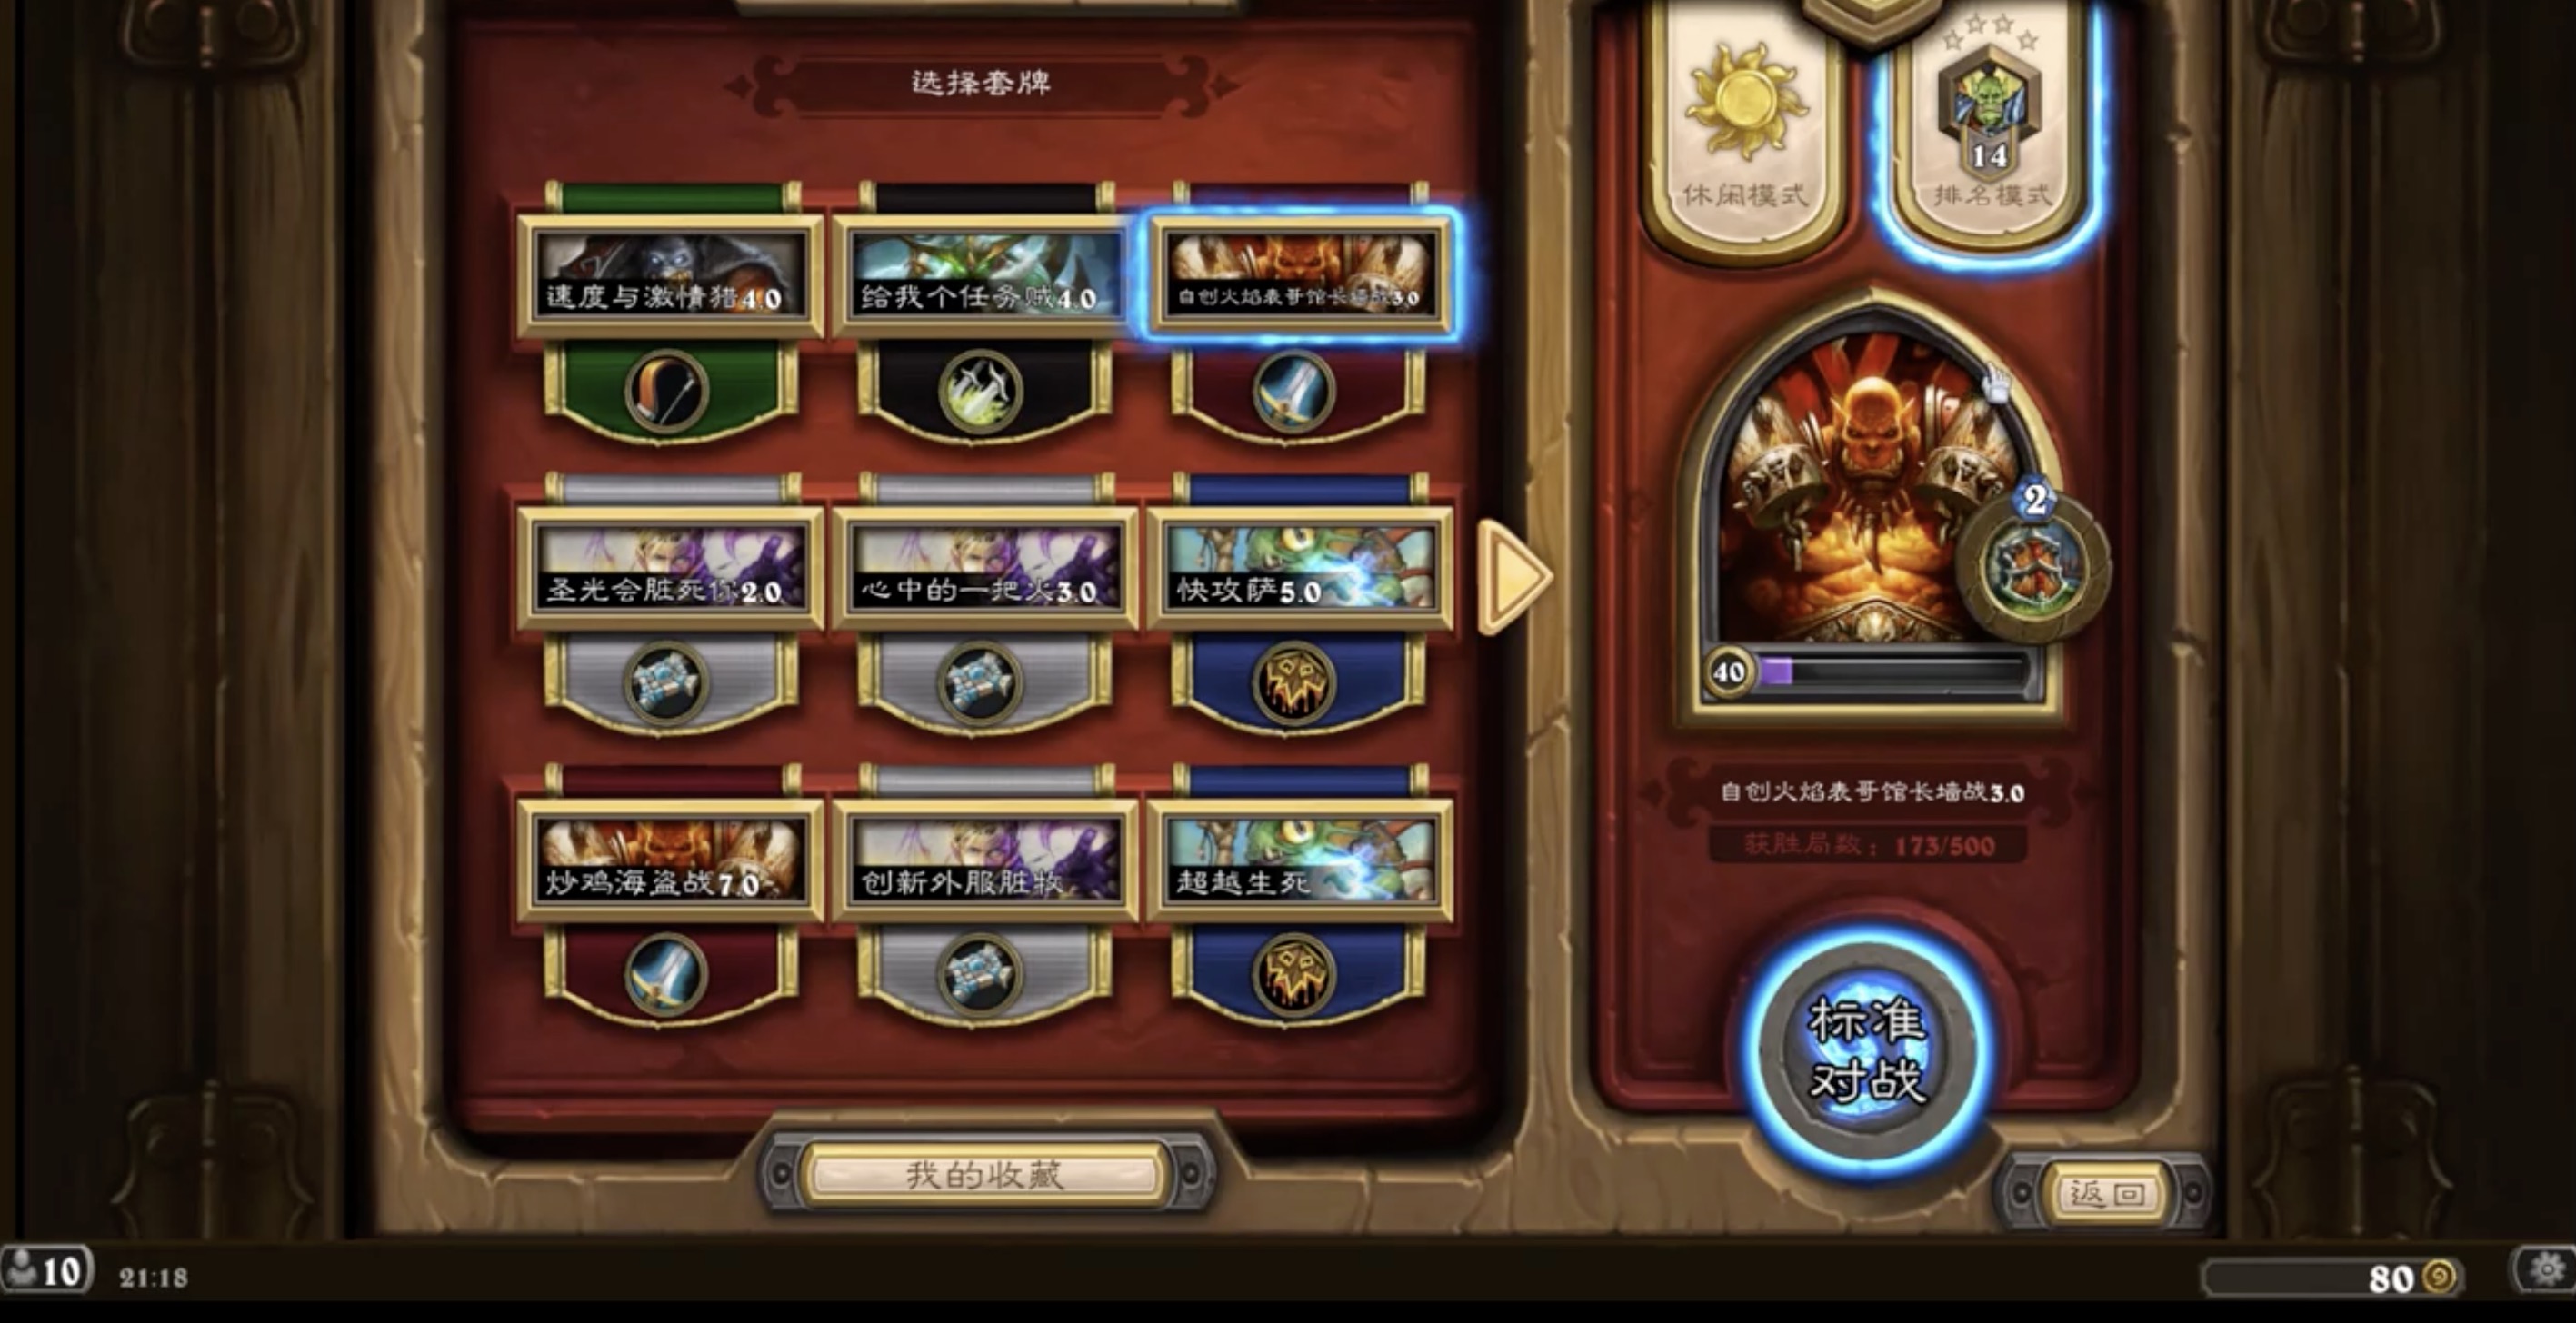 选择套牌
速度与激情猎4.0
给我个任务贼4.0
自创火焰表哥馆长墙战3.0
圣光会脏死你2.0
心中的一把火3.0
快攻萨5.0
炒鸡海盗战7.0
创新外服脏牧
超越生死
我的收藏
14
休闲模式
排名模式
2
40
自创火焰表哥馆长墙战3.0
获胜局数：173/500
标准
对战
返回
10
21:18
80